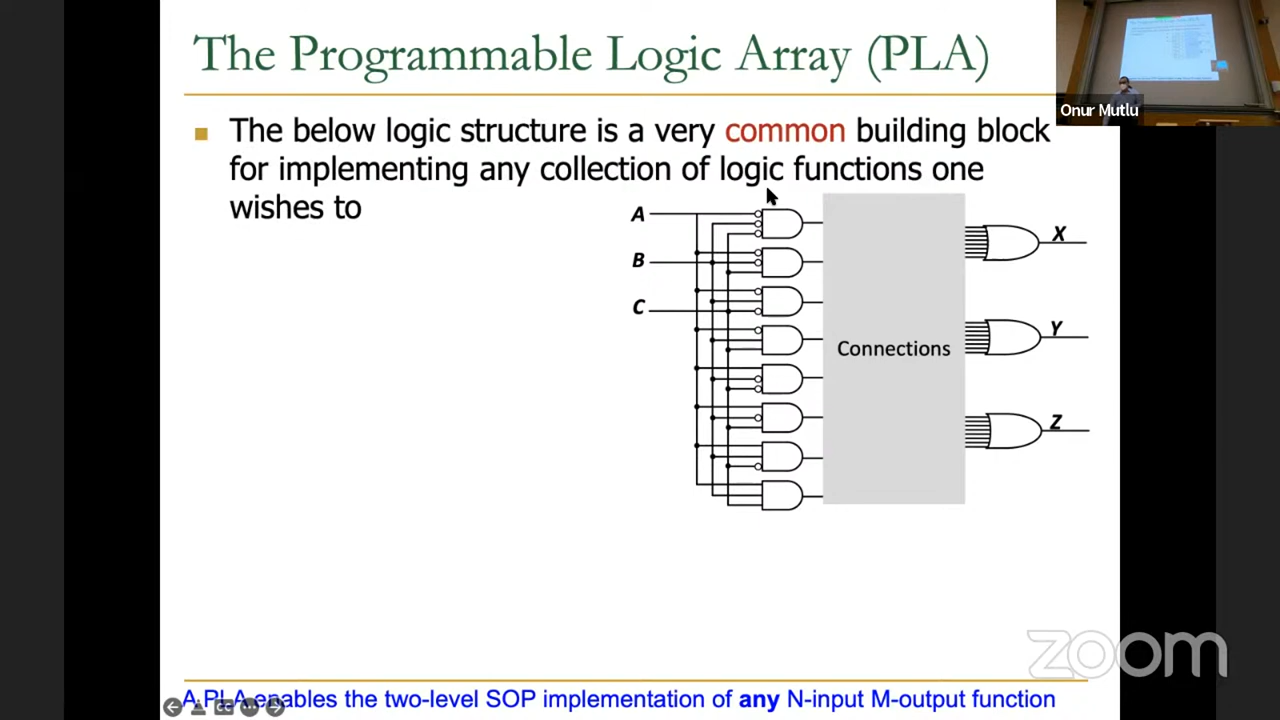 The Programmable Logic Array (PLA)
Onur Mutlu
■ The below logic structure is a very common building block
for implementing any collection of logic functions one
wishes to
A
B
C
Connections
X
Y
Z
zoom
A PLA enables the two-level SOP implementation of any N-input M-output function